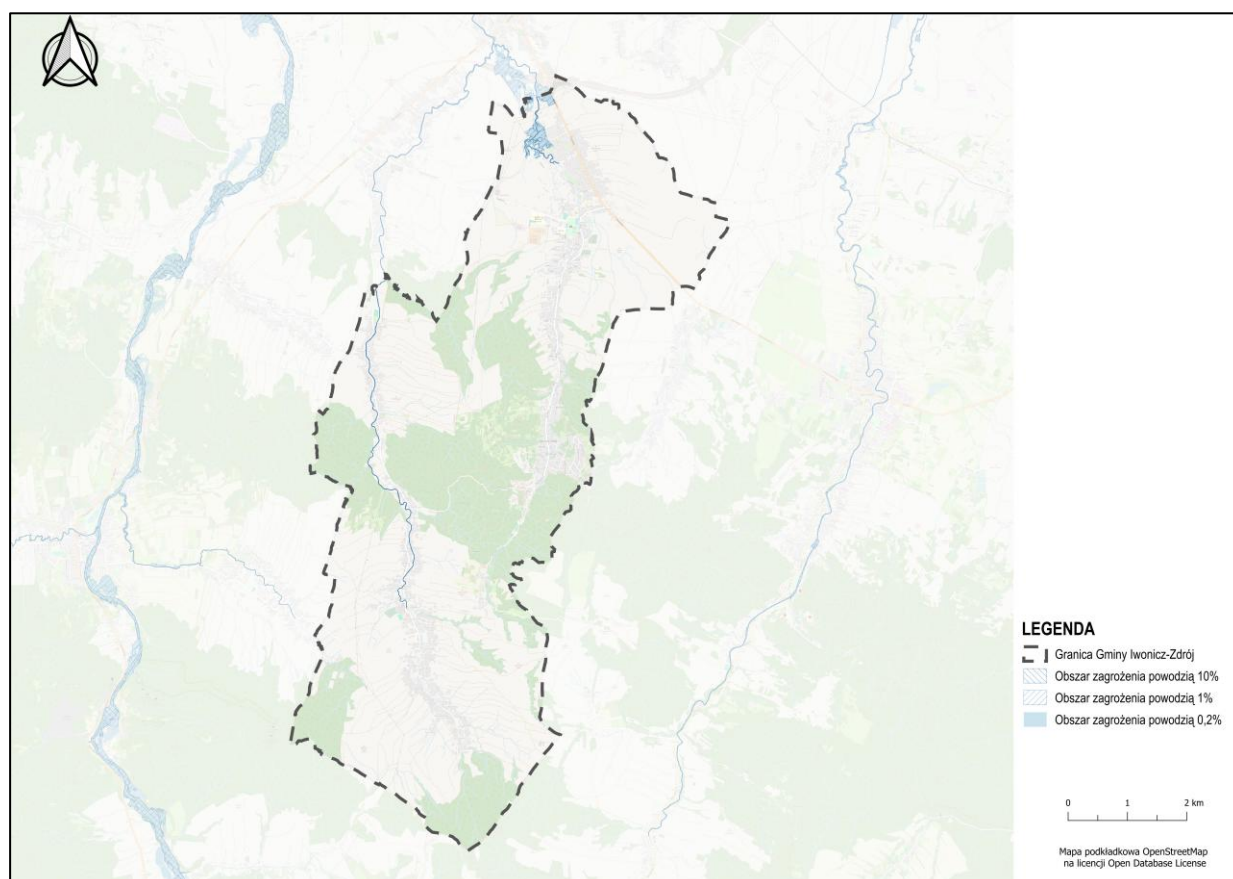 LEGENDA
Granica Gminy Iwonicz-Zdrój
Obszar zagrożenia powodzią 10%
Obszar zagrożenia powodzią 1%
Obszar zagrożenia powodzią 0,2%
0 1 2 km
Mapa podkładkowa OpenStreetMap
na licencji Open Database License